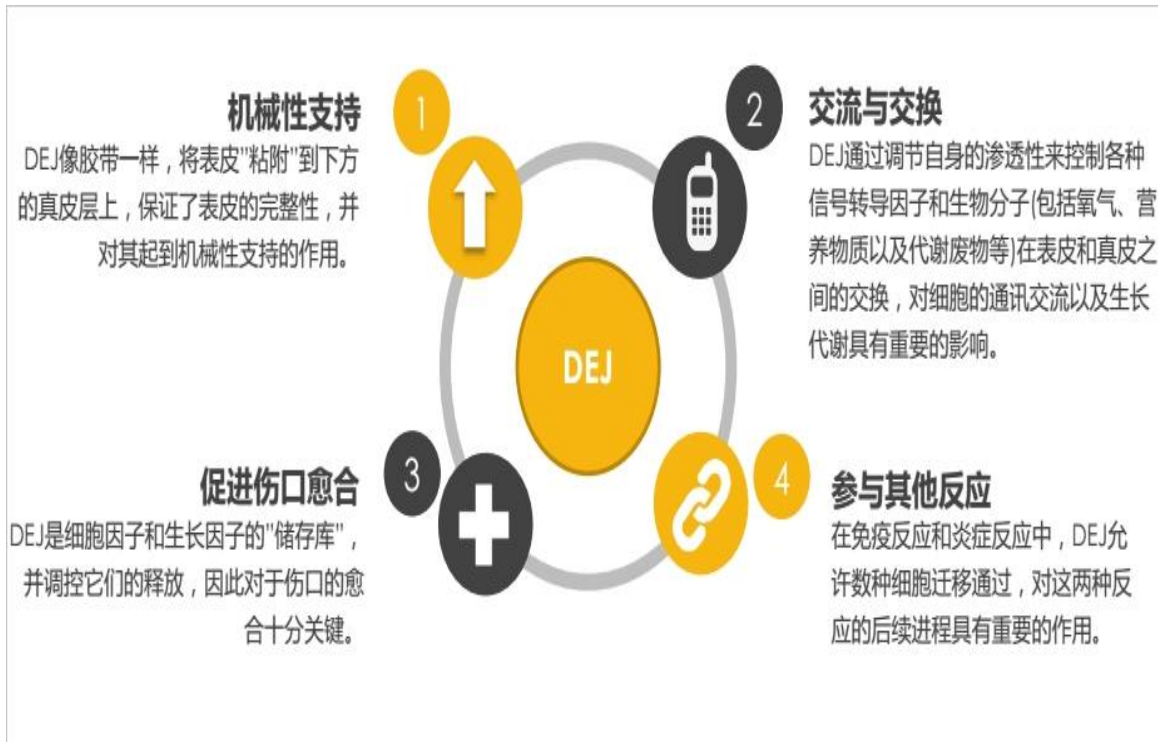 1
机械性支持
DEJ像胶带一样，将表皮"粘附"到下方
的真皮层上，保证了表皮的完整性，并
对其起到机械性支持的作用。
2
交流与交换
DEJ通过调节自身的渗透性来控制各种
信号转导因子和生物分子(包括氧气、营
养物质以及代谢废物等)在表皮和真皮之
间的交换，对细胞的通讯交流以及生长
代谢具有重要的影响。
DEJ
3
促进伤口愈合
DEJ是细胞因子和生长因子的"储存库"，
并调控它们的释放，因此对于伤口的愈
合十分关键。
4
参与其他反应
在免疫反应和炎症反应中，DEJ允
许数种细胞迁移通过，对这两种反
应的后续进程具有重要的作用。